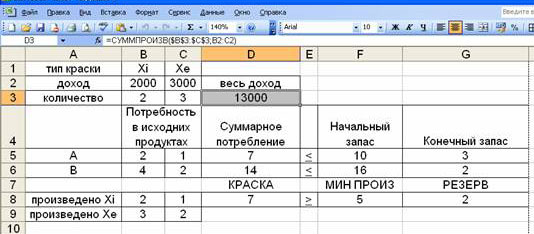 Файл Правка Вид Вставка Формат Сервис Данные Окно Справка
Введите
140% Arial 10 Ж К Ч
D3 =СУММПРОИЗВ($B$3:$C$3;B2:C2)
A B C D E F G
1 тип краски Xi Xe
2 доход 2000 3000 весь доход
3 количество 2 3 13000
4 Потребность в исходных продуктах Суммарное потребление Начальный запас Конечный запас
5 A 2 1 7 ≤ 10 3
6 B 4 2 14 ≤ 16 2
7 КРАСКА МИН ПРОИЗ РЕЗЕРВ
8 произведено Xi 2 1 7 ≥ 5 2
9 произведено Xe 3 2
10